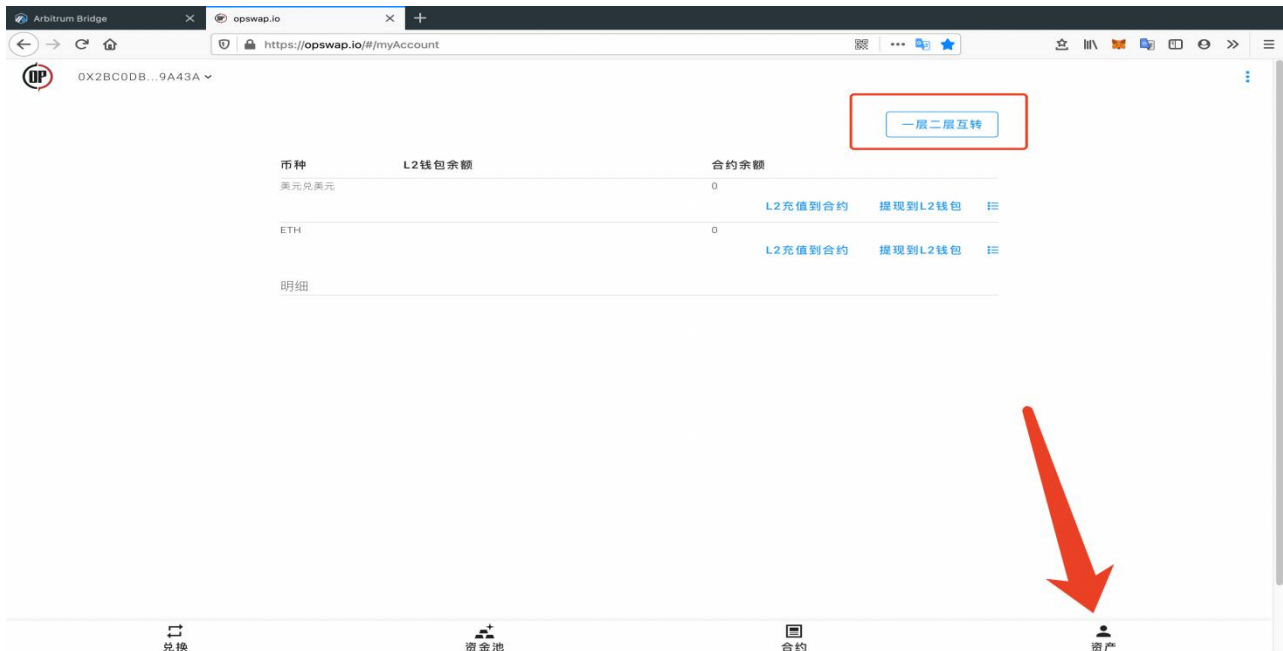 Arbitrum Bridge
opswap.io
https://opswap.io/#/myAccount
OP
0X2BC0DB...9A43A
一层二层互转
币种 L2钱包余额 合约余额
美元兑美元 0
L2充值到合约 提现到L2钱包
ETH 0
L2充值到合约 提现到L2钱包
明细
兑换 资金池 合约 资产